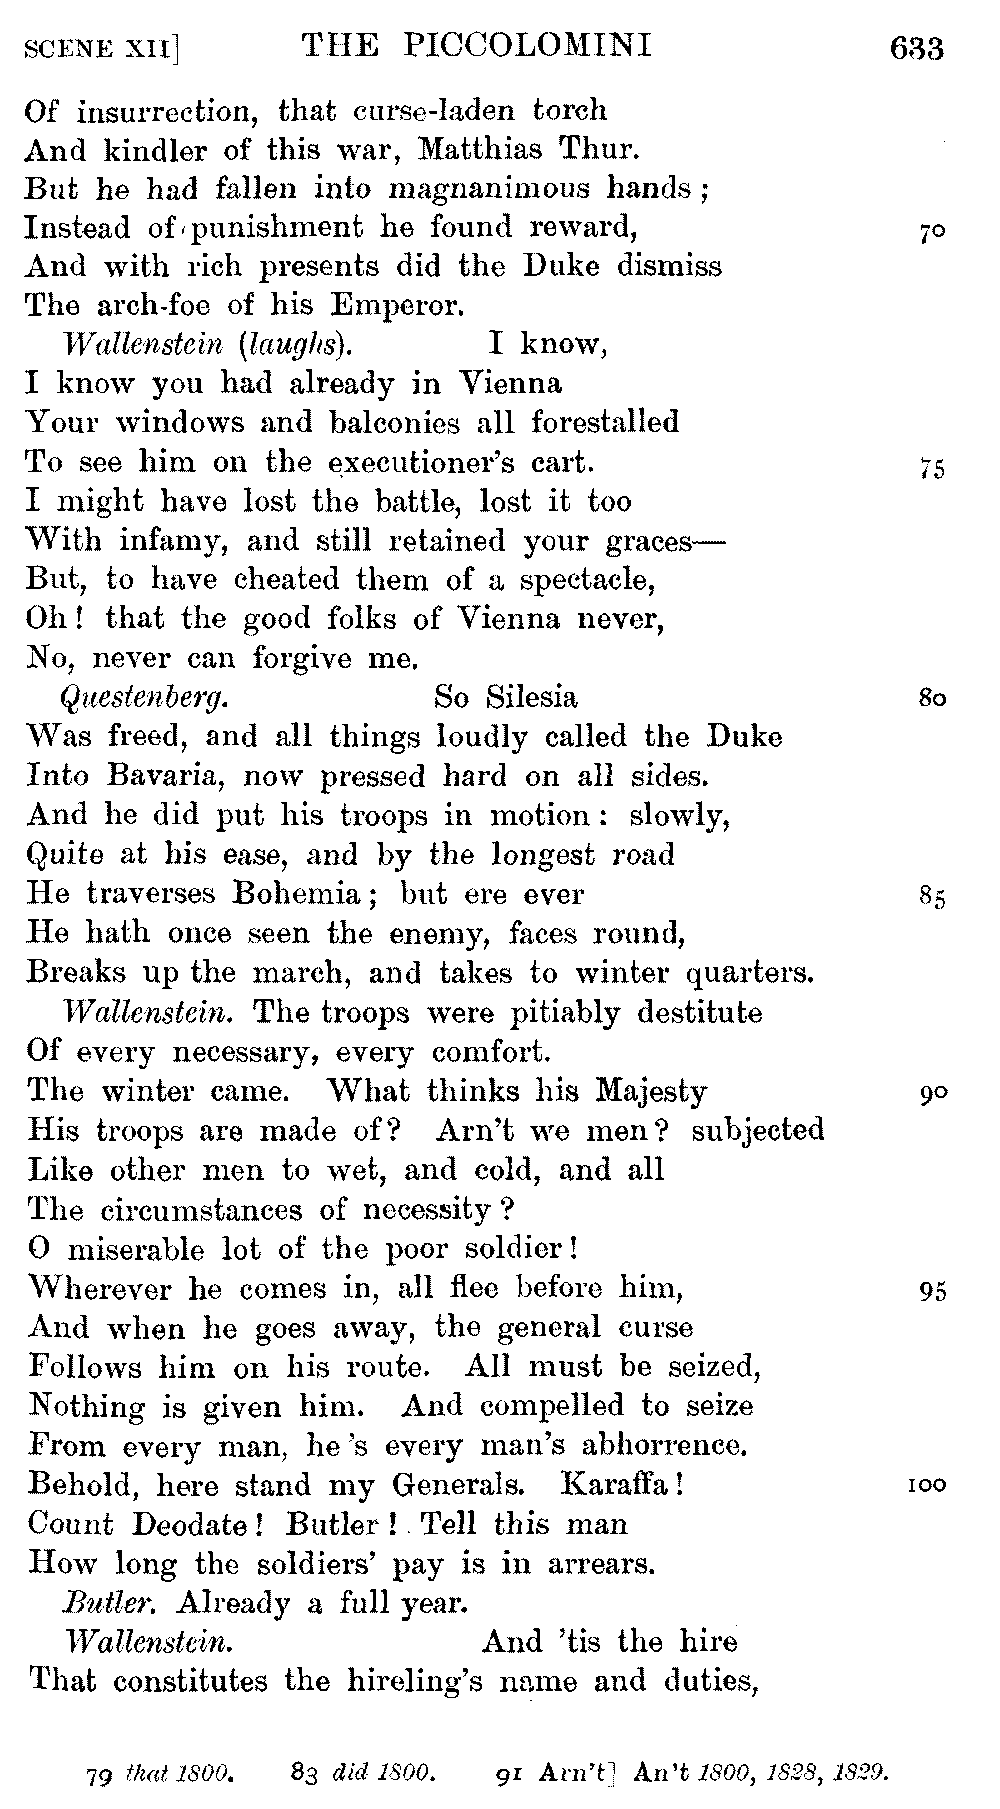 SCENE XII] THE PICCOLOMINI 633
Of insurrection, that curse-laden torch
And kindler of this war, Matthias Thur.
But he had fallen into magnanimous hands;
Instead of punishment he found reward, 70
And with rich presents did the Duke dismiss
The arch-foe of his Emperor.
Wallenstein (laughs). I know,
I know you had already in Vienna
Your windows and balconies all forestalled
To see him on the executioner's cart. 75
I might have lost the battle, lost it too
With infamy, and still retained your graces—
But, to have cheated them of a spectacle,
Oh! that the good folks of Vienna never,
No, never can forgive me.
Questenberg. So Silesia 80
Was freed, and all things loudly called the Duke
Into Bavaria, now pressed hard on all sides.
And he did put his troops in motion: slowly,
Quite at his ease, and by the longest road
He traverses Bohemia; but ere ever 85
He hath once seen the enemy, faces round,
Breaks up the march, and takes to winter quarters.
Wallenstein. The troops were pitiably destitute
Of every necessary, every comfort.
The winter came. What thinks his Majesty 90
His troops are made of? Arn't we men? subjected
Like other men to wet, and cold, and all
The circumstances of necessity?
O miserable lot of the poor soldier!
Wherever he comes in, all flee before him, 95
And when he goes away, the general curse
Follows him on his route. All must be seized,
Nothing is given him. And compelled to seize
From every man, he's every man's abhorrence.
Behold, here stand my Generals. Karaffa! 100
Count Deodate! Butler! Tell this man
How long the soldiers' pay is in arrears.
Butler. Already a full year.
Wallenstein. And 'tis the hire
That constitutes the hireling's name and duties,
79 that 1800. 83 did 1800. 91 Arn't] An't 1800, 1828, 1829.